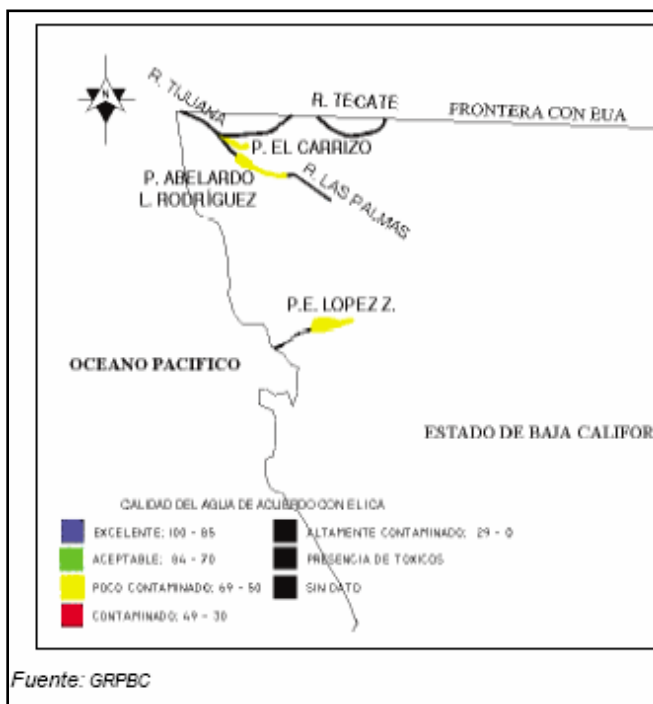 N
R. TIJUANA
R. TECATE
FRONTERA CON EUA
P. EL CARRIZO
P. ABELARDO
L. RODRÍGUEZ
R. LAS PALMAS
P.E. LOPEZ Z.
OCEANO PACIFICO
ESTADO DE BAJA CALIFOR
CALIDAD DEL AGUA DE ACUERDO CON EL ICA
EXCELENTE: 100 - 85
ACEPTABLE: 84 - 70
POCO CONTAMINADO: 69 - 50
CONTAMINADO: 49 - 30
ALTAMENTE CONTAMINADO: 29 - 0
PRESENCIA DE TOXICOS
SIN DATO
Fuente: GRPBC